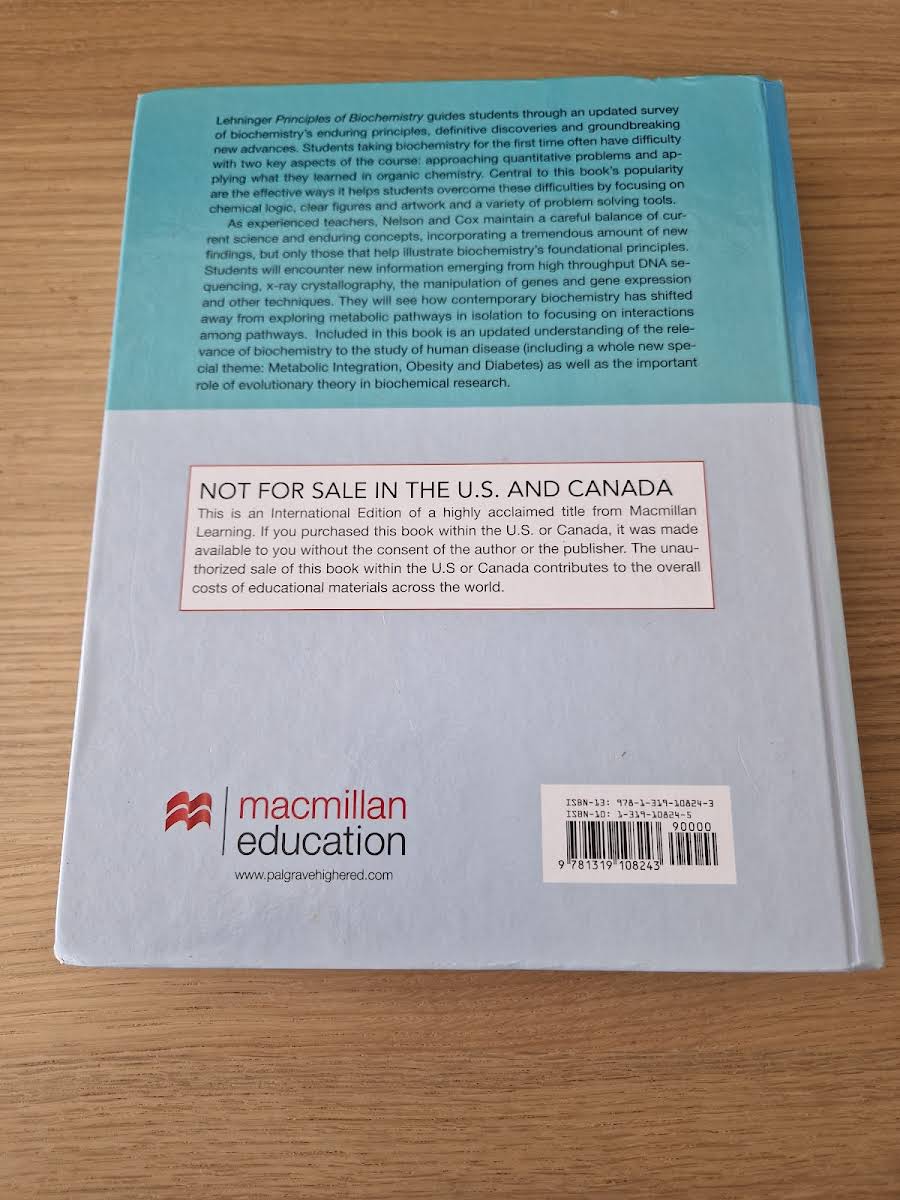 Lehninger Principles of Biochemistry guides students through an updated survey
of biochemistry's enduring principles, definitive discoveries and groundbreaking
new advances. Students taking biochemistry for the first time often have difficulty
with two key aspects of the course: approaching quantitative problems and ap-
plying what they learned in organic chemistry. Central to this book's popularity
are the effective ways it helps students overcome these difficulties by focusing on
chemical logic, clear figures and artwork and a variety of problem solving tools.
As experienced teachers, Nelson and Cox maintain a careful balance of cur-
rent science and enduring concepts, incorporating a tremendous amount of new
findings, but only those that help illustrate biochemistry's foundational principles.
Students will encounter new information emerging from high throughput DNA se-
quencing, x-ray crystallography, the manipulation of genes and gene expression
and other techniques. They will see how contemporary biochemistry has shifted
away from exploring metabolic pathways in isolation to focusing on interactions
among pathways. Included in this book is an updated understanding of the rele-
vance of biochemistry to the study of human disease (including a whole new spe-
cial theme: Metabolic Integration, Obesity and Diabetes) as well as the important
role of evolutionary theory in biochemical research.
NOT FOR SALE IN THE U.S. AND CANADA
This is an International Edition of a highly acclaimed title from Macmillan
Learning. If you purchased this book within the U.S. or Canada, it was made
available to you without the consent of the author or the publisher. The unau-
thorized sale of this book within the U.S or Canada contributes to the overall
costs of educational materials across the world.
macmillan
education
www.palgravehighered.com
ISBN-13: 978-1-319-10824-3
ISBN-10: 1-319-10824-5
90000
9 781319 108243